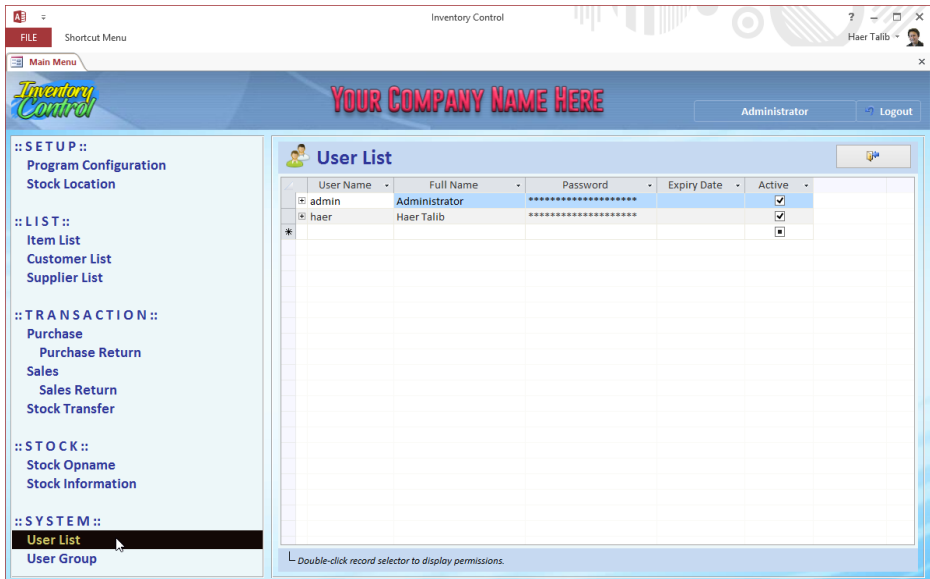 Inventory Control
?
FILE
Shortcut Menu
Haer Talib
Main Menu
Inventory
Control
YOUR COMPANY NAME HERE
Administrator
Logout
:: S E T U P ::
Program Configuration
Stock Location
:: L I S T ::
Item List
Customer List
Supplier List
:: T R A N S A C T I O N ::
Purchase
Purchase Return
Sales
Sales Return
Stock Transfer
:: S T O C K ::
Stock Opname
Stock Information
:: S Y S T E M ::
User List
User Group
User List
User Name Full Name Password Expiry Date Active
admin Administrator ********************
haer Haer Talib ********************
*
Double-click record selector to display permissions.